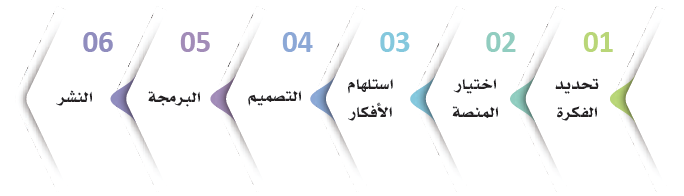 01
تحديد
الفكرة
02
اختيار
المنصة
03
استلهام
الأفكار
04
التصميم
05
البرمجة
06
النشر